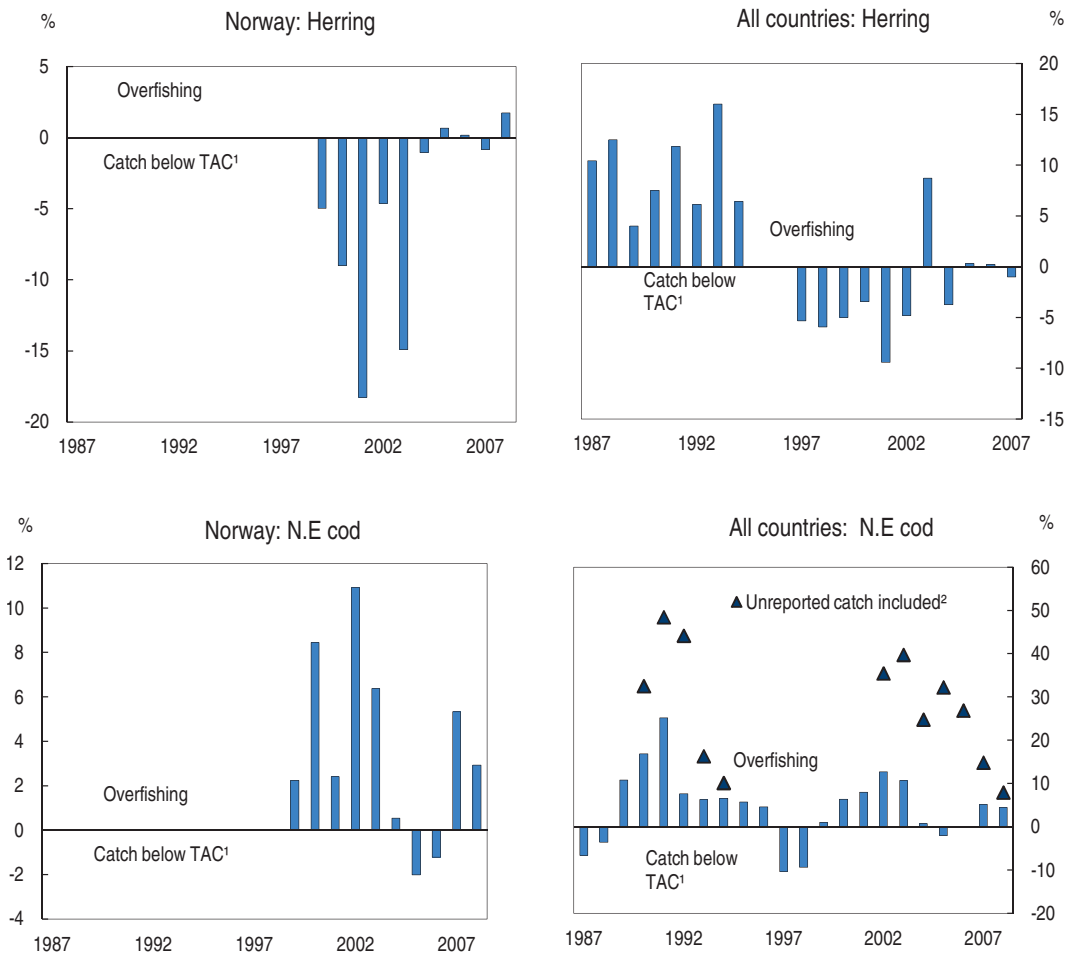 %
Norway: Herring
5
0
-5
-10
-15
-20
Overfishing
Catch below TAC¹
1987 1992 1997 2002 2007
All countries: Herring
%
20
15
10
5
0
-5
-10
-15
Overfishing
Catch below
TAC¹
1987 1992 1997 2002 2007
%
Norway: N.E cod
12
10
8
6
4
2
0
-2
-4
Overfishing
Catch below TAC¹
1987 1992 1997 2002 2007
All countries: N.E cod
%
60
50
40
30
20
10
0
-10
-20
Unreported catch included²
Overfishing
Catch below
TAC¹
1987 1992 1997 2002 2007